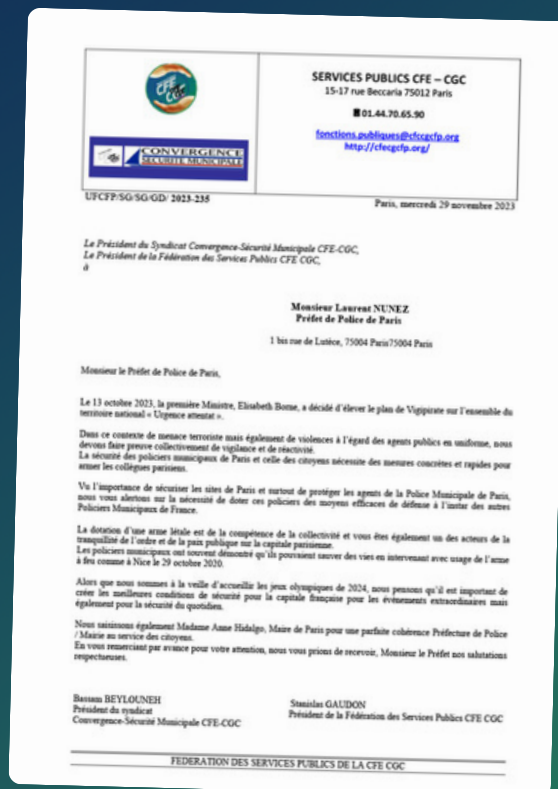 CFE
CGC
CONVERGENCE
SÉCURITÉ MUNICIPALE
SERVICES PUBLICS CFE – CGC
15-17 rue Beccaria 75012 Paris
01.44.70.65.90
fonctions.publiques@cfecgcfp.org
http://cfecgcfp.org/
UFCFP/SG/SG/GD/ 2023-235
Paris, mercredi 29 novembre 2023
Le Président du Syndicat Convergence-Sécurité Municipale CFE-CGC,
Le Président de la Fédération des Services Publics CFE CGC,
à
Monsieur Laurent NUNEZ
Préfet de Police de Paris
1 bis rue de Lutèce, 75004 Paris75004 Paris
Monsieur le Préfet de Police de Paris,
Le 13 octobre 2023, la première Ministre, Elisabeth Borne, a décidé d'élever le plan de Vigipirate sur l'ensemble du
territoire national « Urgence attentat ».
Dans ce contexte de menace terroriste mais également de violences à l'égard des agents publics en uniforme, nous
devons faire preuve collectivement de vigilance et de réactivité.
La sécurité des policiers municipaux de Paris et celle des citoyens nécessite des mesures concrètes et rapides pour
armer les collègues parisiens.
Vu l'importance de sécuriser les sites de Paris et surtout de protéger les agents de la Police Municipale de Paris,
nous vous alertons sur la nécessité de doter ces policiers des moyens efficaces de défense à l'instar des autres
Policiers Municipaux de France.
La dotation d'une arme létale est de la compétence de la collectivité et vous êtes également un des acteurs de la
tranquillité de l'ordre et de la paix publique sur la capitale parisienne.
Les policiers municipaux ont souvent démontré qu'ils pouvaient sauver des vies en intervenant avec usage de l'arme
à feu comme à Nice le 29 octobre 2020.
Alors que nous sommes à la veille d'accueillir les jeux olympiques de 2024, nous pensons qu'il est important de
créer les meilleures conditions de sécurité pour la capitale française pour les évènements extraordinaires mais
également pour la sécurité du quotidien.
Nous saisissons également Madame Anne Hidalgo, Maire de Paris pour une parfaite cohérence Préfecture de Police
/ Mairie au service des citoyens.
En vous remerciant par avance pour votre attention, nous vous prions de recevoir, Monsieur le Préfet nos salutations
respectueuses.
Bassam BEYLOUNEH
Président du syndicat
Convergence-Sécurité Municipale CFE-CGC
Stanislas GAUDON
Président de la Fédération des Services Publics CFE CGC
FEDERATION DES SERVICES PUBLICS DE LA CFE CGC